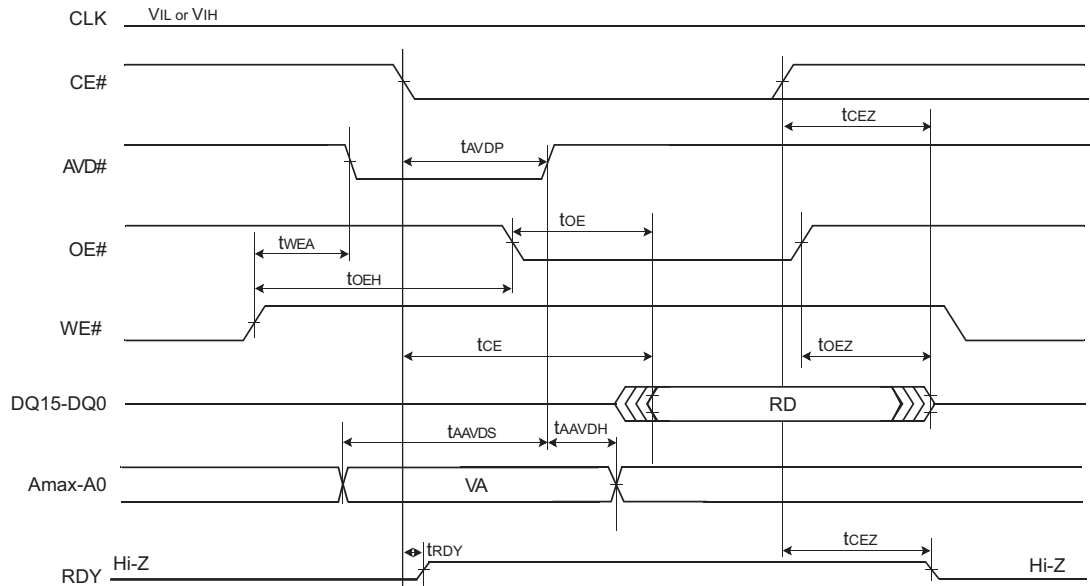 CLK VIL or VIH
CE#
tCEZ
AVD# tAVDP
tOE
OE# tWEA
tOEH
WE#
tCE tOEZ
DQ15-DQ0 RD
tAAVDS tAAVDH
Amax-A0 VA
tRDY tCEZ
RDY Hi-Z Hi-Z